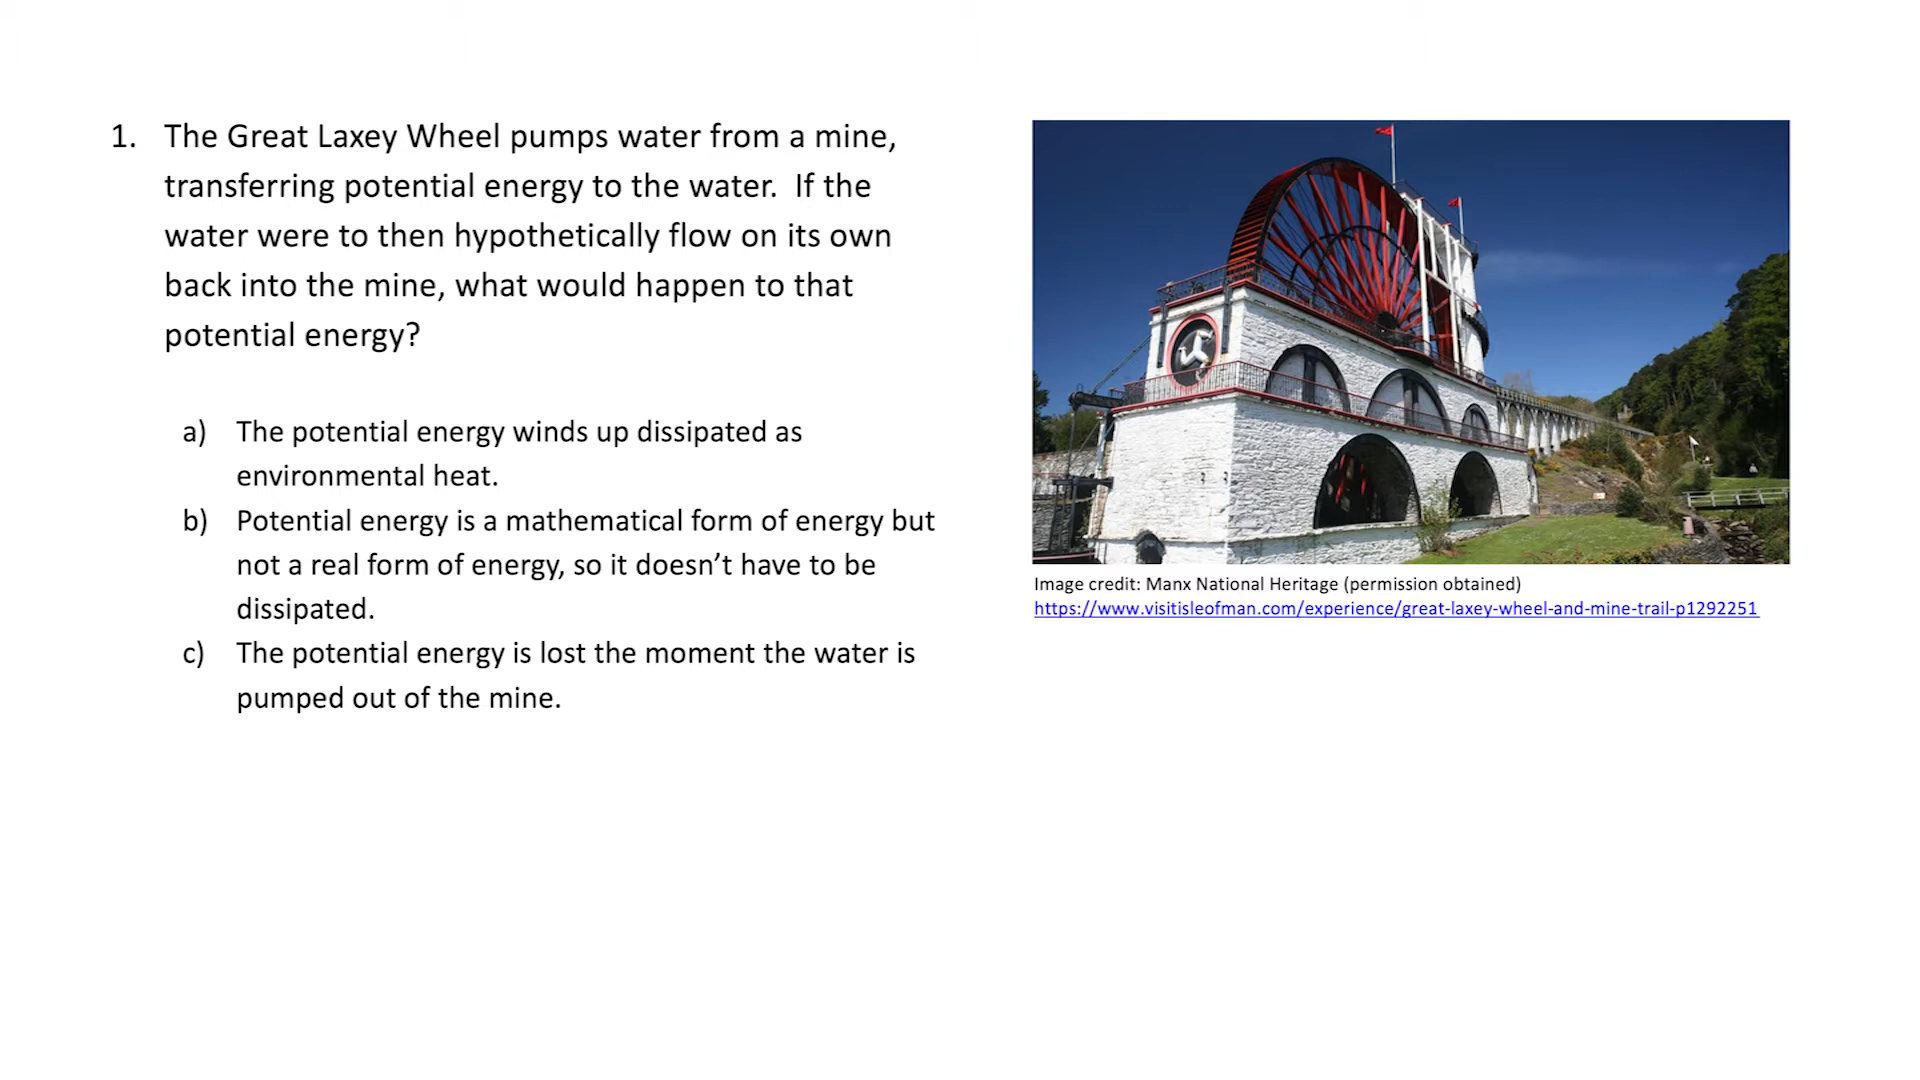 1. The Great Laxey Wheel pumps water from a mine,
transferring potential energy to the water.  If the
water were to then hypothetically flow on its own
back into the mine, what would happen to that
potential energy?
a) The potential energy winds up dissipated as
environmental heat.
b) Potential energy is a mathematical form of energy but
not a real form of energy, so it doesn’t have to be
dissipated.
c) The potential energy is lost the moment the water is
pumped out of the mine.
Image credit: Manx National Heritage (permission obtained)
https://www.visitisleofman.com/experience/great-laxey-wheel-and-mine-trail-p1292251